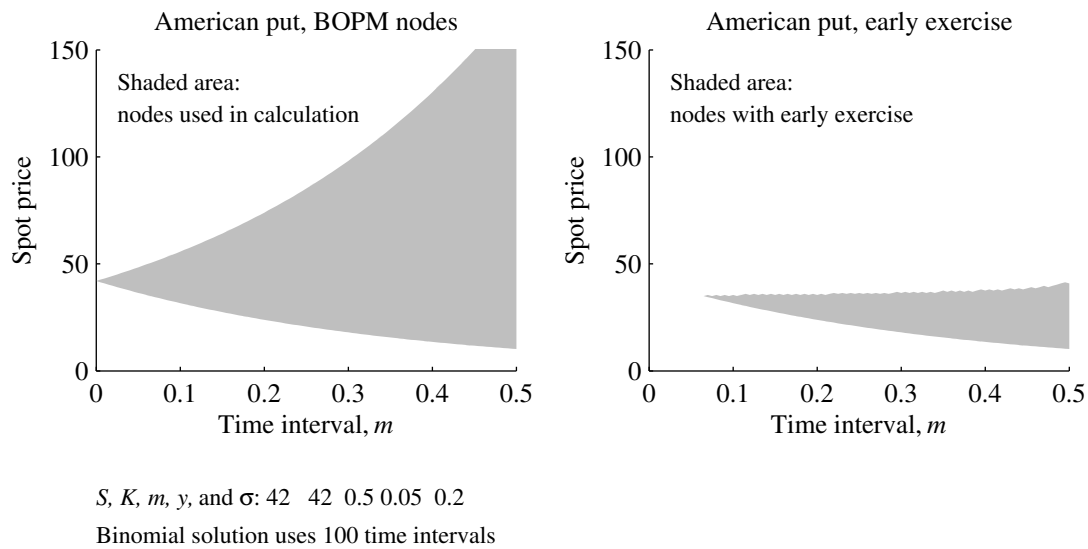 American put, BOPM nodes
150
100
50
0
Spot price
Shaded area:
nodes used in calculation
0 0.1 0.2 0.3 0.4 0.5
Time interval, m
American put, early exercise
150
100
50
0
Spot price
Shaded area:
nodes with early exercise
0 0.1 0.2 0.3 0.4 0.5
Time interval, m
S, K, m, y, and σ: 42 42 0.5 0.05 0.2
Binomial solution uses 100 time intervals